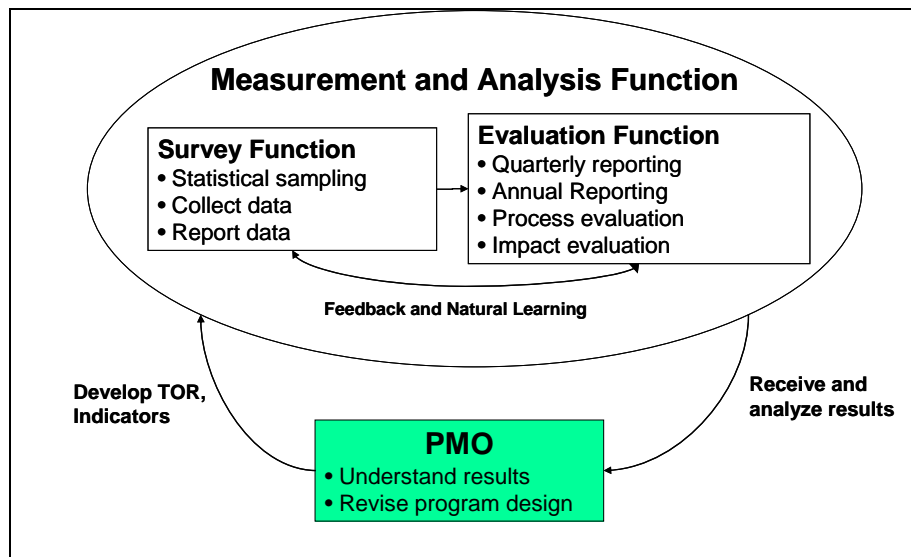 Measurement and Analysis Function
Survey Function
• Statistical sampling
• Collect data
• Report data
Evaluation Function
• Quarterly reporting
• Annual Reporting
• Process evaluation
• Impact evaluation
Feedback and Natural Learning
Develop TOR,
Indicators
Receive and
analyze results
PMO
• Understand results
• Revise program design